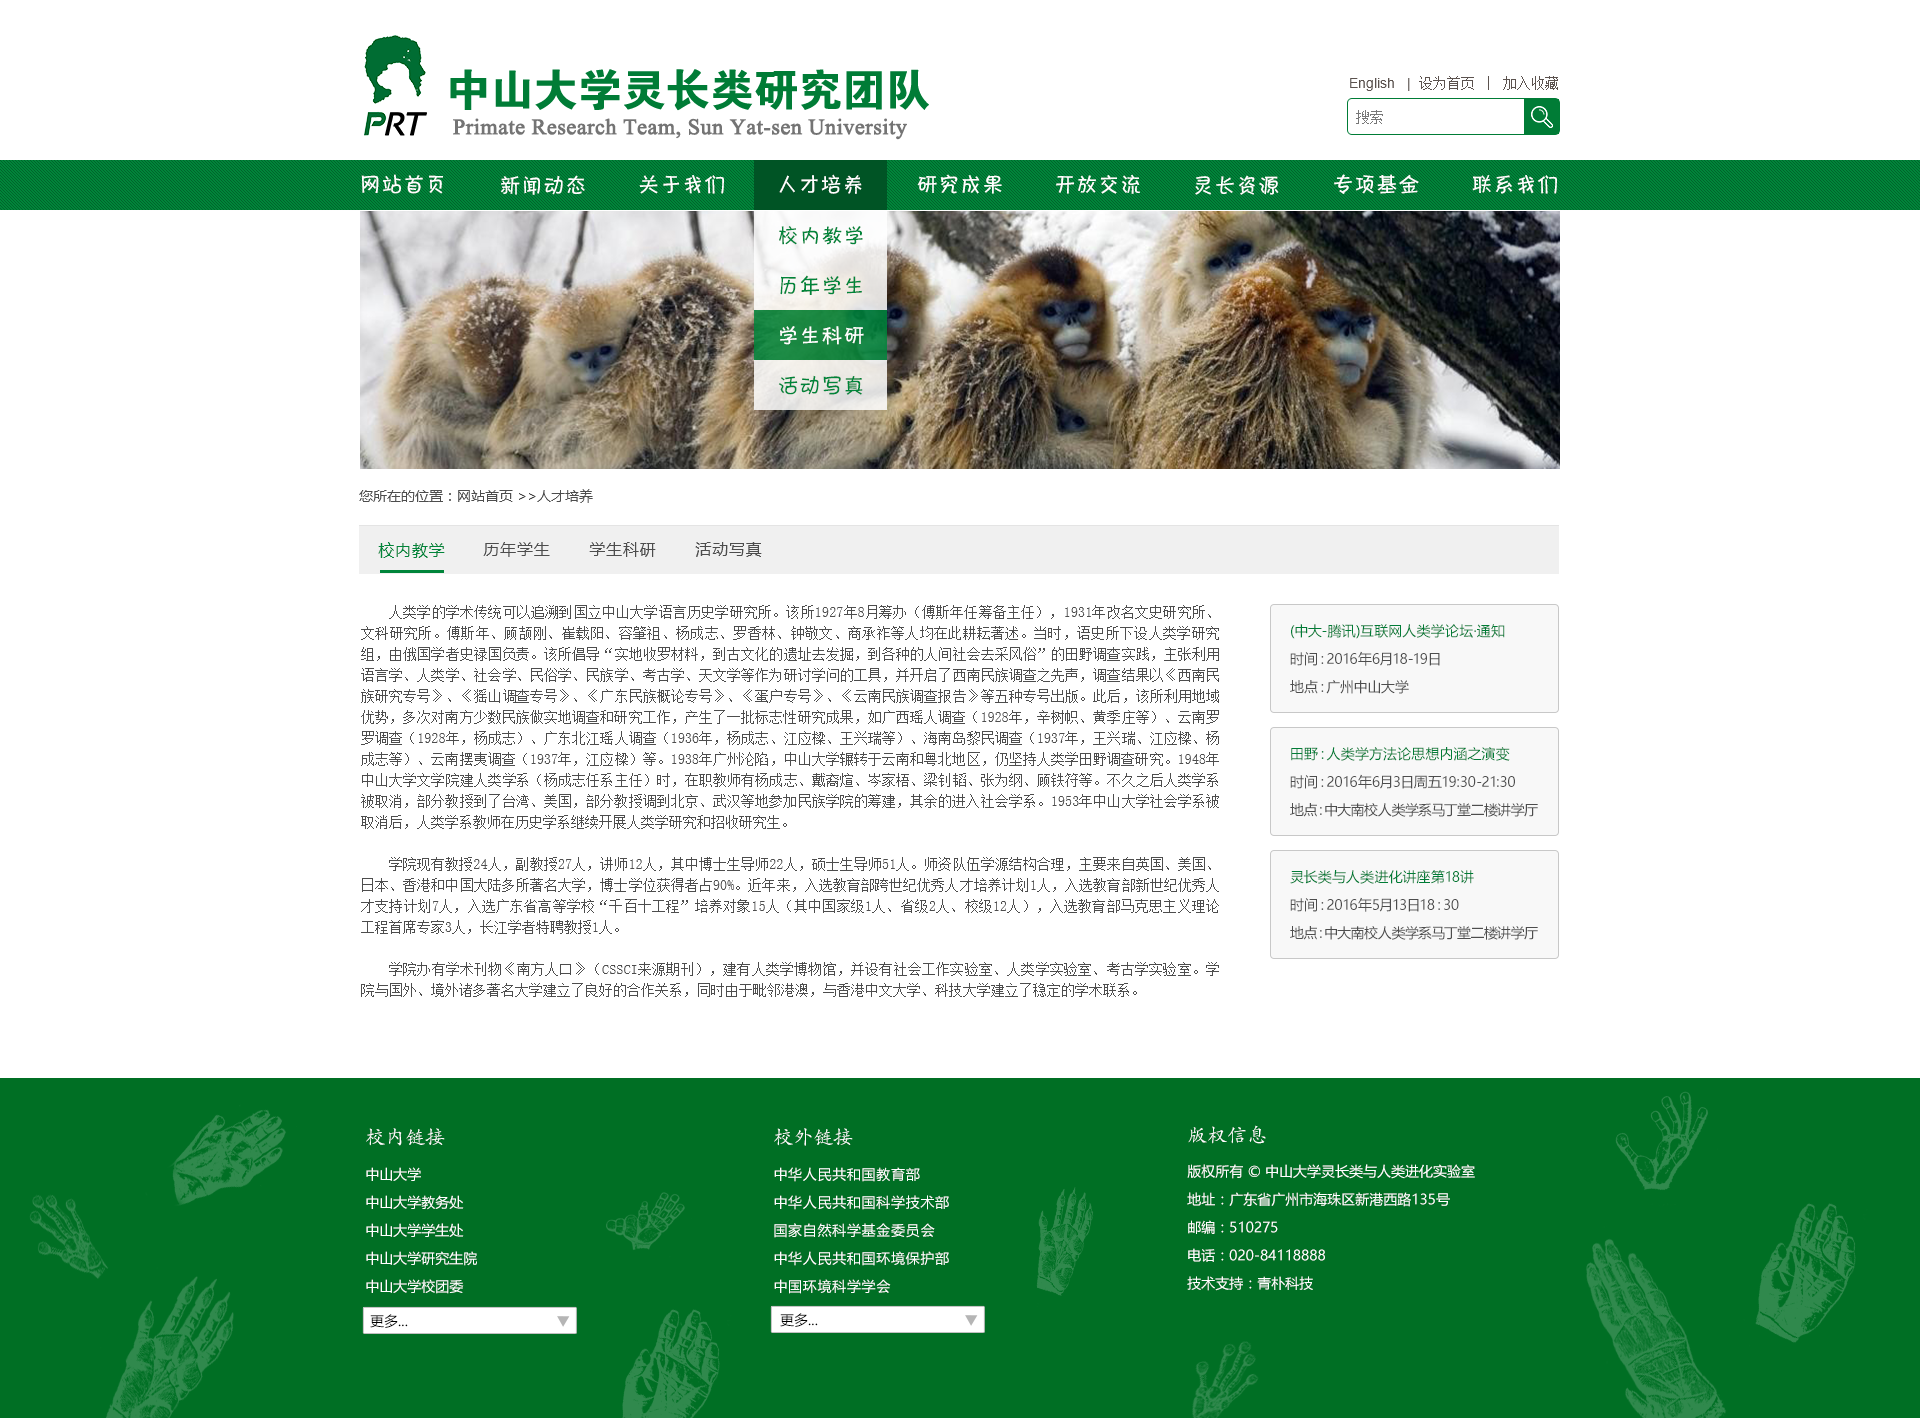 PRT
中山大学灵长类研究团队
Primate Research Team, Sun Yat-sen University
English | 设为首页 | 加入收藏
搜索
网站首页 新闻动态 关于我们 人才培养 研究成果 开放交流 灵长资源 专项基金 联系我们
校内教学
历年学生
学生科研
活动写真
您所在的位置：网站首页 >>人才培养
校内教学 历年学生 学生科研 活动写真
人类学的学术传统可以追溯到国立中山大学语言历史学研究所。该所1927年8月筹办（傅斯年任筹备主任），1931年改名文史研究所、
文科研究所。傅斯年、顾颉刚、崔载阳、容肇祖、杨成志、罗香林、钟敬文、商承祚等人均在此耕耘著述。当时，语史所下设人类学研究
组，由俄国学者史禄国负责。该所倡导“实地收罗材料，到古文化的遗址去发掘，到各种的人间社会去采风俗”的田野调查实践，主张利用
语言学、人类学、社会学、民俗学、民族学、考古学、天文学等作为研讨学问的工具，并开启了西南民族调查之先声，调查结果以《西南民
族研究专号》、《猺山调查专号》、《广东民族概论专号》、《蜑户专号》、《云南民族调查报告》等五种专号出版。此后，该所利用地域
优势，多次对南方少数民族做实地调查和研究工作，产生了一批标志性研究成果，如广西瑶人调查（1928年，辛树帜、黄季庄等）、云南罗
罗调查（1928年，杨成志）、广东北江瑶人调查（1936年，杨成志、江应樑、王兴瑞等）、海南岛黎民调查（1937年，王兴瑞、江应樑、杨
成志等）、云南摆夷调查（1937年，江应樑）等。1938年广州沦陷，中山大学辗转于云南和粤北地区，仍坚持人类学田野调查研究。1948年
中山大学文学院建人类学系（杨成志任系主任）时，在职教师有杨成志、戴裔煊、岑家梧、梁钊韬、张为纲、顾铁符等。不久之后人类学系
被取消，部分教授到了台湾、美国，部分教授调到北京、武汉等地参加民族学院的筹建，其余的进入社会学系。1953年中山大学社会学系被
取消后，人类学系教师在历史学系继续开展人类学研究和招收研究生。
学院现有教授24人，副教授27人，讲师12人，其中博士生导师22人，硕士生导师51人。师资队伍学源结构合理，主要来自英国、美国、
日本、香港和中国大陆多所著名大学，博士学位获得者占90%。近年来，入选教育部跨世纪优秀人才培养计划1人，入选教育部新世纪优秀人
才支持计划7人，入选广东省高等学校“千百十工程”培养对象15人（其中国家级1人、省级2人、校级12人），入选教育部马克思主义理论
工程首席专家3人，长江学者特聘教授1人。
学院办有学术刊物《南方人口》（CSSCI来源期刊），建有人类学博物馆，并设有社会工作实验室、人类学实验室、考古学实验室。学
院与国外、境外诸多著名大学建立了良好的合作关系，同时由于毗邻港澳，与香港中文大学、科技大学建立了稳定的学术联系。
(中大-腾讯)互联网人类学论坛·通知
时间 : 2016年6月18-19日
地点 : 广州中山大学
田野 : 人类学方法论思想内涵之演变
时间 : 2016年6月3日周五19:30-21:30
地点 : 中大南校人类学系马丁堂二楼讲学厅
灵长类与人类进化讲座第18讲
时间 : 2016年5月13日18 : 30
地点 : 中大南校人类学系马丁堂二楼讲学厅
校内链接
中山大学
中山大学教务处
中山大学学生处
中山大学研究生院
中山大学校团委
更多...
校外链接
中华人民共和国教育部
中华人民共和国科学技术部
国家自然科学基金委员会
中华人民共和国环境保护部
中国环境科学学会
更多...
版权信息
版权所有 © 中山大学灵长类与人类进化实验室
地址：广东省广州市海珠区新港西路135号
邮编：510275
电话：020-84118888
技术支持：青朴科技